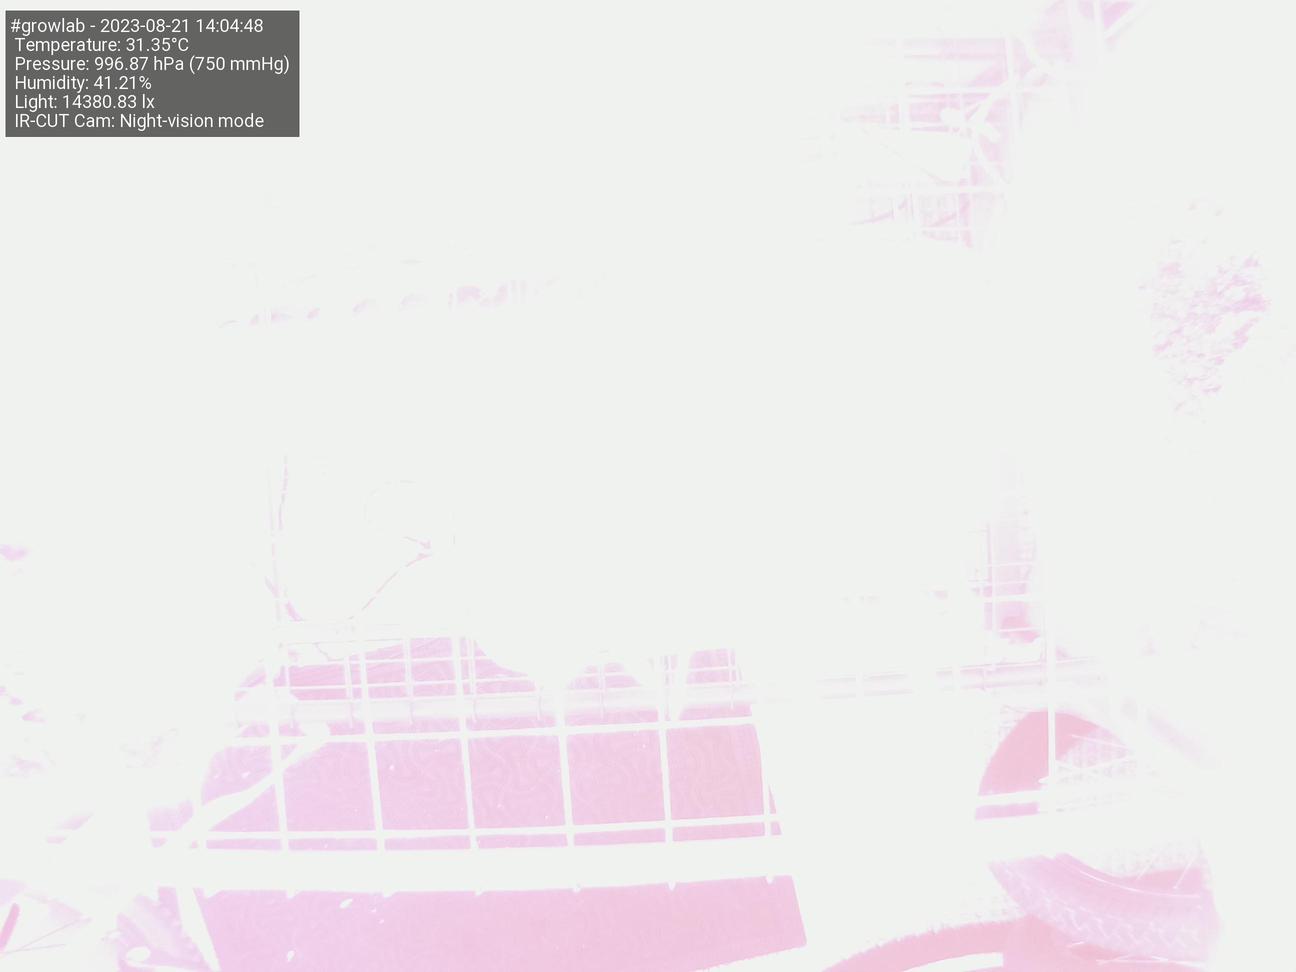 #growlab - 2023-08-21 14:04:48
Temperature: 31.35°C
Pressure: 996.87 hPa (750 mmHg)
Humidity: 41.21%
Light: 14380.83 lx
IR-CUT Cam: Night-vision mode